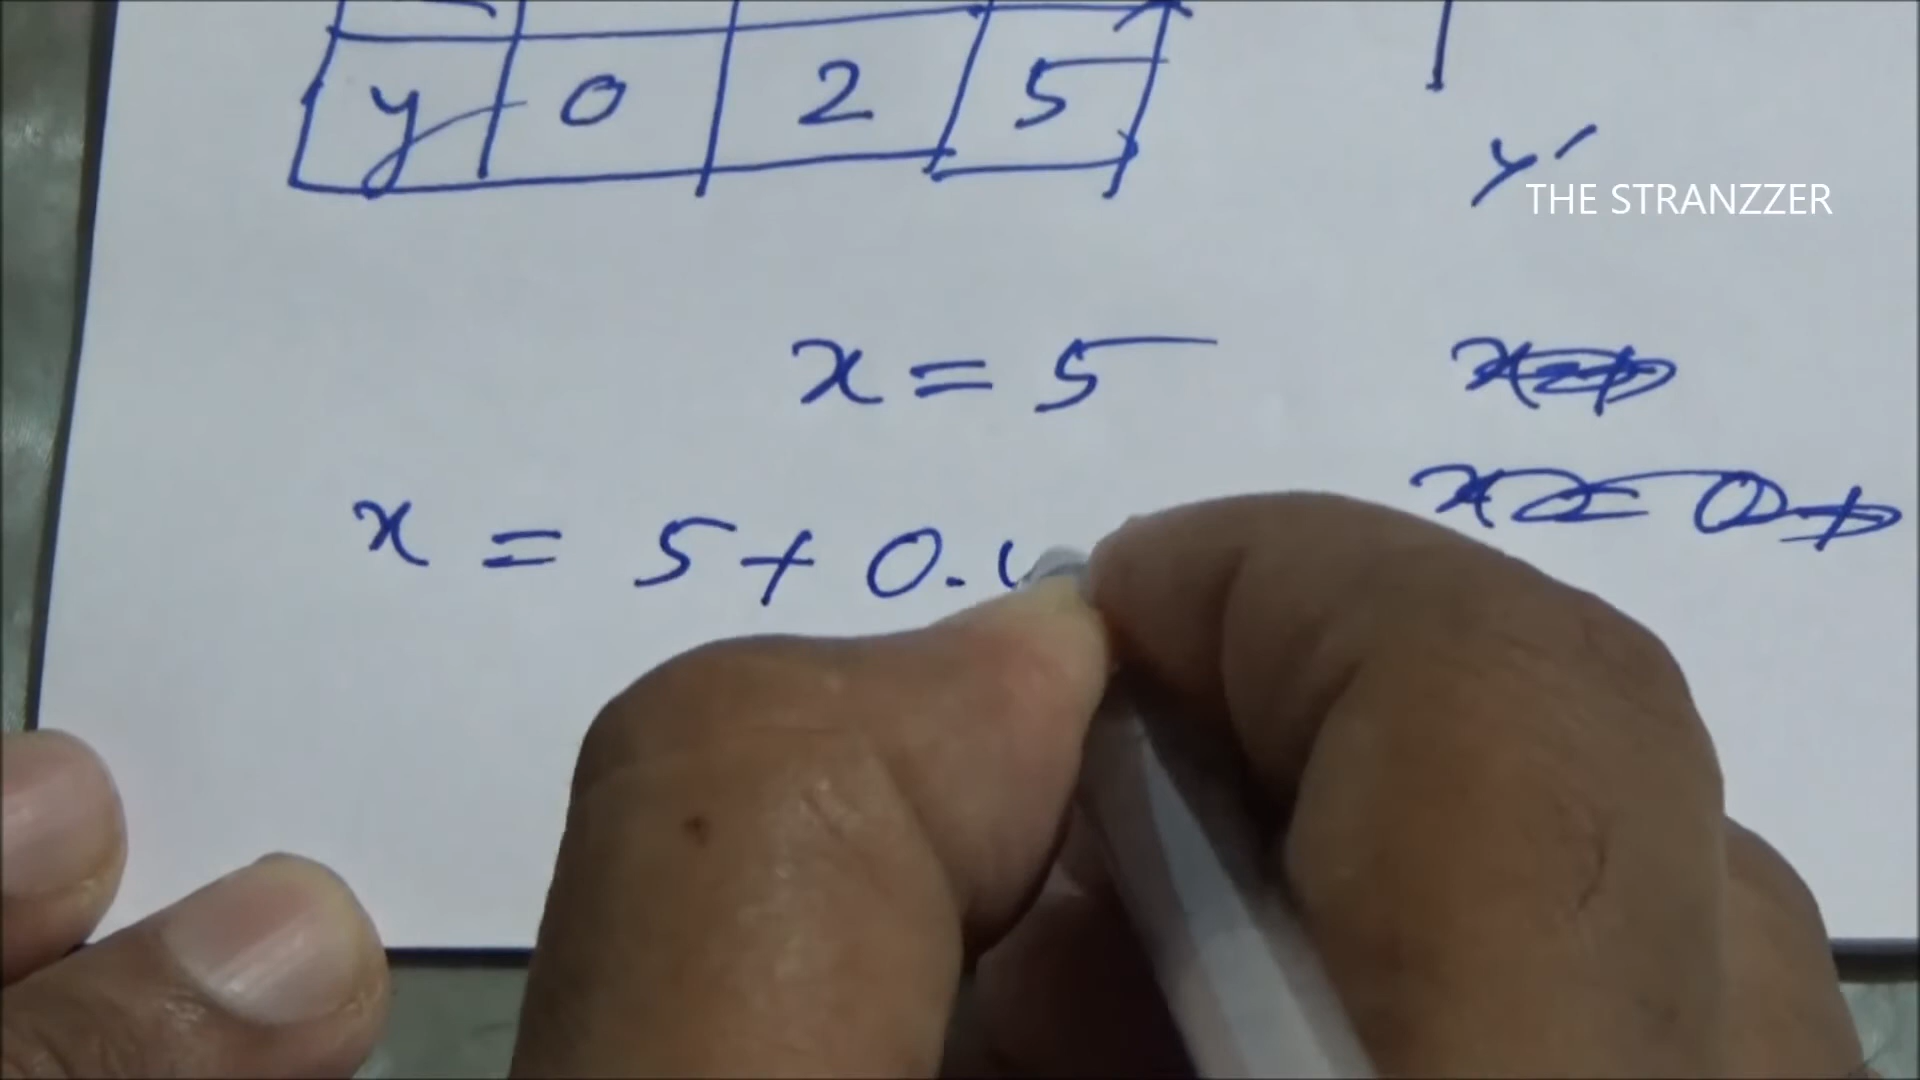 y 0 2 5
y'
THE STRANZZER
x = 5
x = 5 + 0.